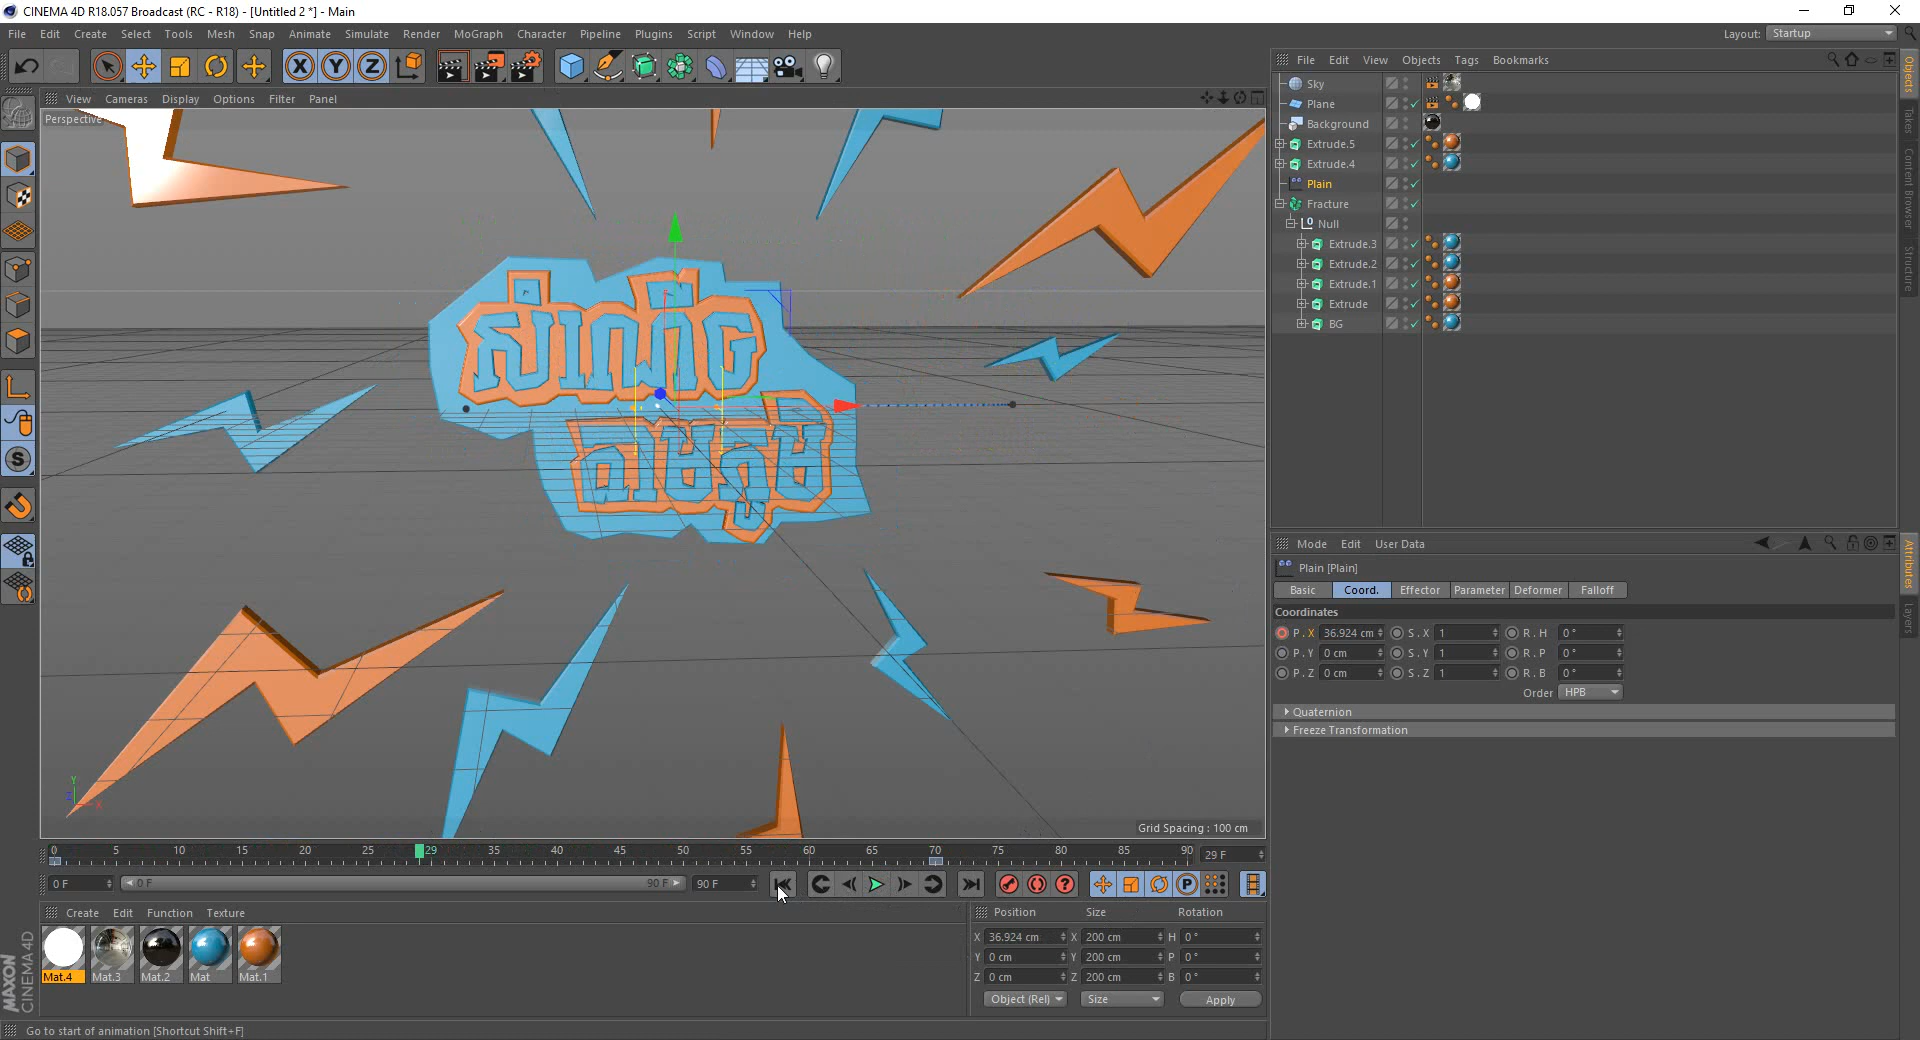 CINEMA 4D R18.057 Broadcast (RC - R18) - [Untitled 2 *] - Main
File Edit Create Select Tools Mesh Snap Animate Simulate Render MoGraph Character Pipeline Plugins Script Window Help
Layout: Startup
View Cameras Display Options Filter Panel
Perspective
Grid Spacing : 100 cm
0 5 10 15 20 25 29 35 40 45 50 55 60 65 70 75 80 85 90
29 F
0 F
0 F
90 F
90 F
Create Edit Function Texture
Mat.4 Mat.3 Mat.2 Mat Mat.1
Position Size Rotation
X 36.924 cm X 200 cm H 0 °
Y 0 cm Y 200 cm P 0 °
Z 0 cm Z 200 cm B 0 °
Object (Rel) Size Apply
Go to start of animation [Shortcut Shift+F]
MAXON
CINEMA 4D
File Edit View Objects Tags Bookmarks
Sky
Plane
Background
Extrude.5
Extrude.4
Plain
Fracture
Null
Extrude.3
Extrude.2
Extrude.1
Extrude
BG
Mode Edit User Data
Plain [Plain]
Basic Coord. Effector Parameter Deformer Falloff
Coordinates
P . X 36.924 cm S . X 1 R . H 0 °
P . Y 0 cm S . Y 1 R . P 0 °
P . Z 0 cm S . Z 1 R . B 0 °
Order HPB
Quaternion
Freeze Transformation
Objects
Takes
Content Browser
Structure
Attributes
Layers